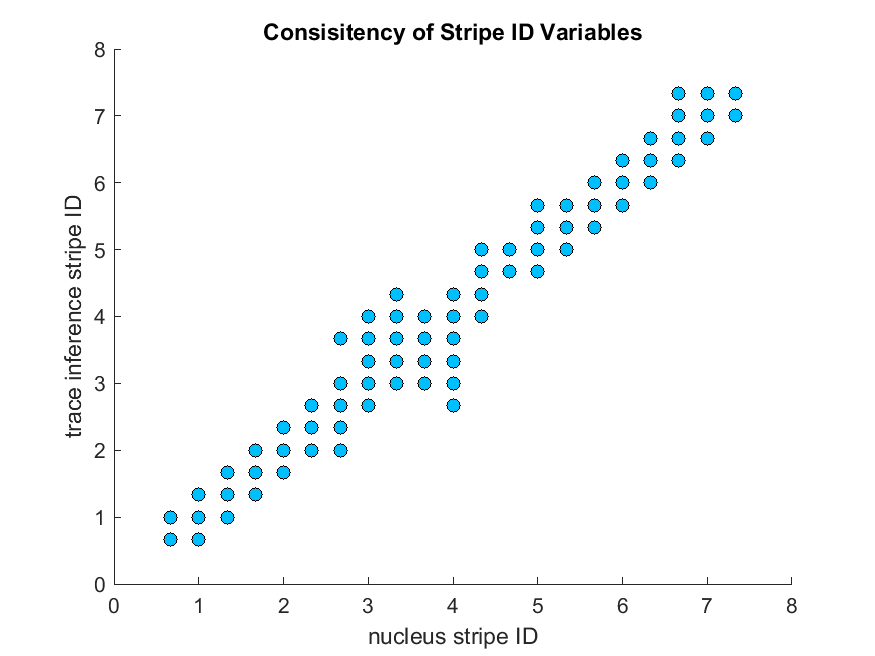 Consisitency of Stripe ID Variables
8
7
6
5
4
3
2
1
0
trace inference stripe ID
0 1 2 3 4 5 6 7 8
nucleus stripe ID